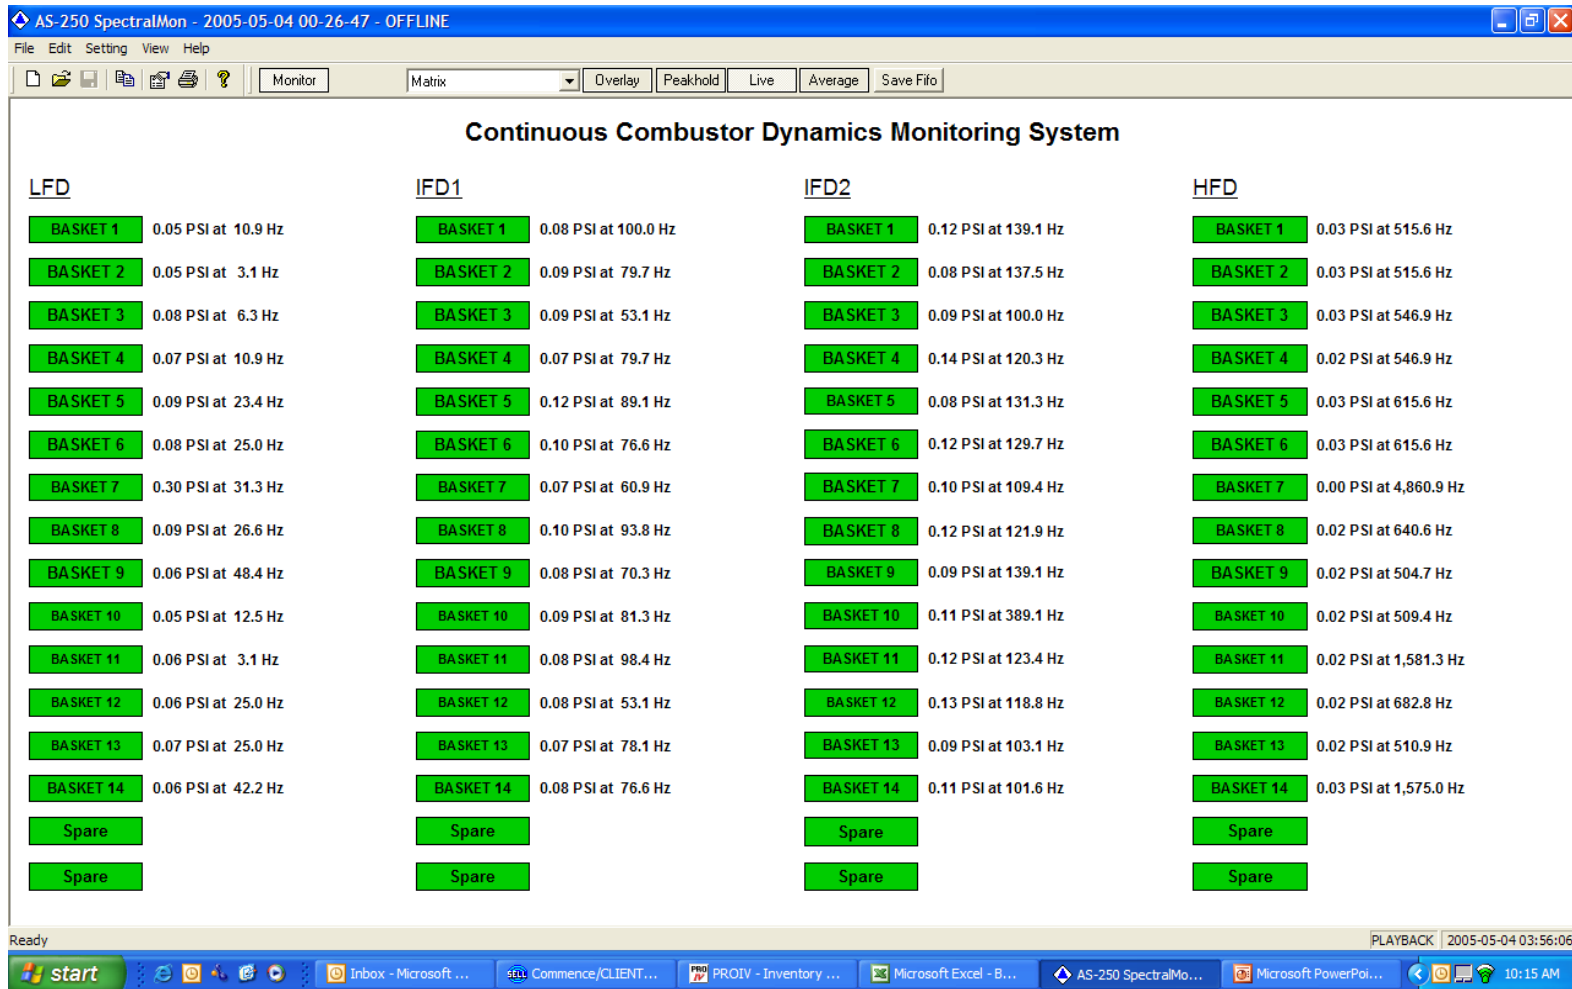 AS-250 SpectralMon - 2005-05-04 00-26-47 - OFFLINE
File Edit Setting View Help
Monitor Matrix Overlay Peakhold Live Average Save Fifo
Continuous Combustor Dynamics Monitoring System
LFD IFD1 IFD2 HFD
BASKET 1 0.05 PSI at 10.9 Hz BASKET 1 0.08 PSI at 100.0 Hz BASKET 1 0.12 PSI at 139.1 Hz BASKET 1 0.03 PSI at 515.6 Hz
BASKET 2 0.05 PSI at 3.1 Hz BASKET 2 0.09 PSI at 79.7 Hz BASKET 2 0.08 PSI at 137.5 Hz BASKET 2 0.03 PSI at 515.6 Hz
BASKET 3 0.08 PSI at 6.3 Hz BASKET 3 0.09 PSI at 53.1 Hz BASKET 3 0.09 PSI at 100.0 Hz BASKET 3 0.03 PSI at 546.9 Hz
BASKET 4 0.07 PSI at 10.9 Hz BASKET 4 0.07 PSI at 79.7 Hz BASKET 4 0.14 PSI at 120.3 Hz BASKET 4 0.02 PSI at 546.9 Hz
BASKET 5 0.09 PSI at 23.4 Hz BASKET 5 0.12 PSI at 89.1 Hz BASKET 5 0.08 PSI at 131.3 Hz BASKET 5 0.03 PSI at 615.6 Hz
BASKET 6 0.08 PSI at 25.0 Hz BASKET 6 0.10 PSI at 76.6 Hz BASKET 6 0.12 PSI at 129.7 Hz BASKET 6 0.03 PSI at 615.6 Hz
BASKET 7 0.30 PSI at 31.3 Hz BASKET 7 0.07 PSI at 60.9 Hz BASKET 7 0.10 PSI at 109.4 Hz BASKET 7 0.00 PSI at 4,860.9 Hz
BASKET 8 0.09 PSI at 26.6 Hz BASKET 8 0.10 PSI at 93.8 Hz BASKET 8 0.12 PSI at 121.9 Hz BASKET 8 0.02 PSI at 640.6 Hz
BASKET 9 0.06 PSI at 48.4 Hz BASKET 9 0.08 PSI at 70.3 Hz BASKET 9 0.09 PSI at 139.1 Hz BASKET 9 0.02 PSI at 504.7 Hz
BASKET 10 0.05 PSI at 12.5 Hz BASKET 10 0.09 PSI at 81.3 Hz BASKET 10 0.11 PSI at 389.1 Hz BASKET 10 0.02 PSI at 509.4 Hz
BASKET 11 0.06 PSI at 3.1 Hz BASKET 11 0.08 PSI at 98.4 Hz BASKET 11 0.12 PSI at 123.4 Hz BASKET 11 0.02 PSI at 1,581.3 Hz
BASKET 12 0.06 PSI at 25.0 Hz BASKET 12 0.08 PSI at 53.1 Hz BASKET 12 0.13 PSI at 118.8 Hz BASKET 12 0.02 PSI at 682.8 Hz
BASKET 13 0.07 PSI at 25.0 Hz BASKET 13 0.07 PSI at 78.1 Hz BASKET 13 0.09 PSI at 103.1 Hz BASKET 13 0.02 PSI at 510.9 Hz
BASKET 14 0.06 PSI at 42.2 Hz BASKET 14 0.08 PSI at 76.6 Hz BASKET 14 0.11 PSI at 101.6 Hz BASKET 14 0.03 PSI at 1,575.0 Hz
Spare Spare Spare Spare
Spare Spare Spare Spare
Ready PLAYBACK 2005-05-04 03:56:06
start Inbox - Microsoft ... SELL Commence/CLIENT... PRO IV PROIV - Inventory ... Microsoft Excel - B... AS-250 SpectralMo... Microsoft PowerPoi... 10:15 AM